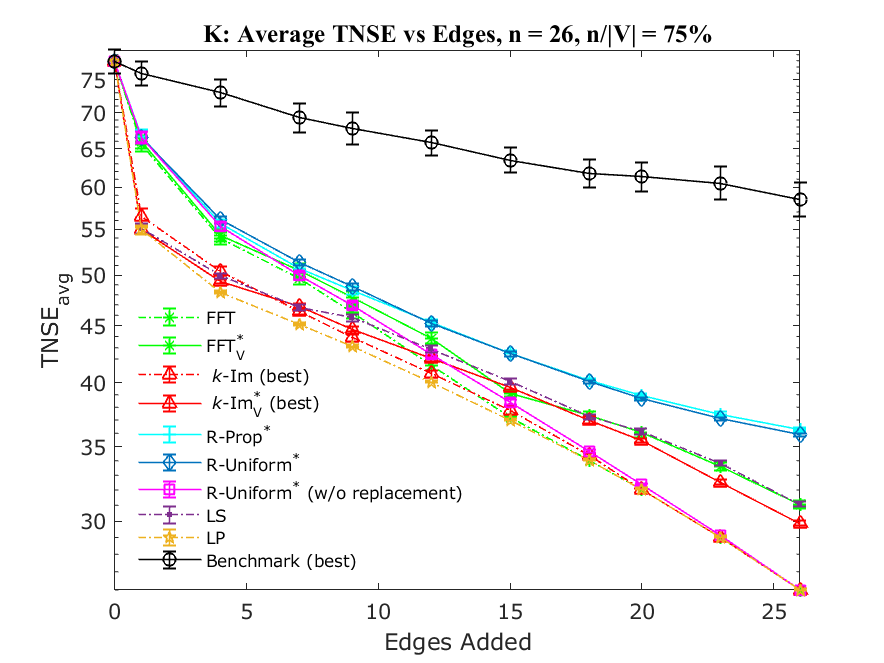 K: Average TNSE vs Edges, n = 26, n/|V| = 75%
TNSE_avg
75
70
65
60
55
50
45
40
35
30
FFT
FFT*_V
k-Im (best)
k-Im*_V (best)
R-Prop*
R-Uniform*
R-Uniform* (w/o replacement)
LS
LP
Benchmark (best)
0 5 10 15 20 25
Edges Added